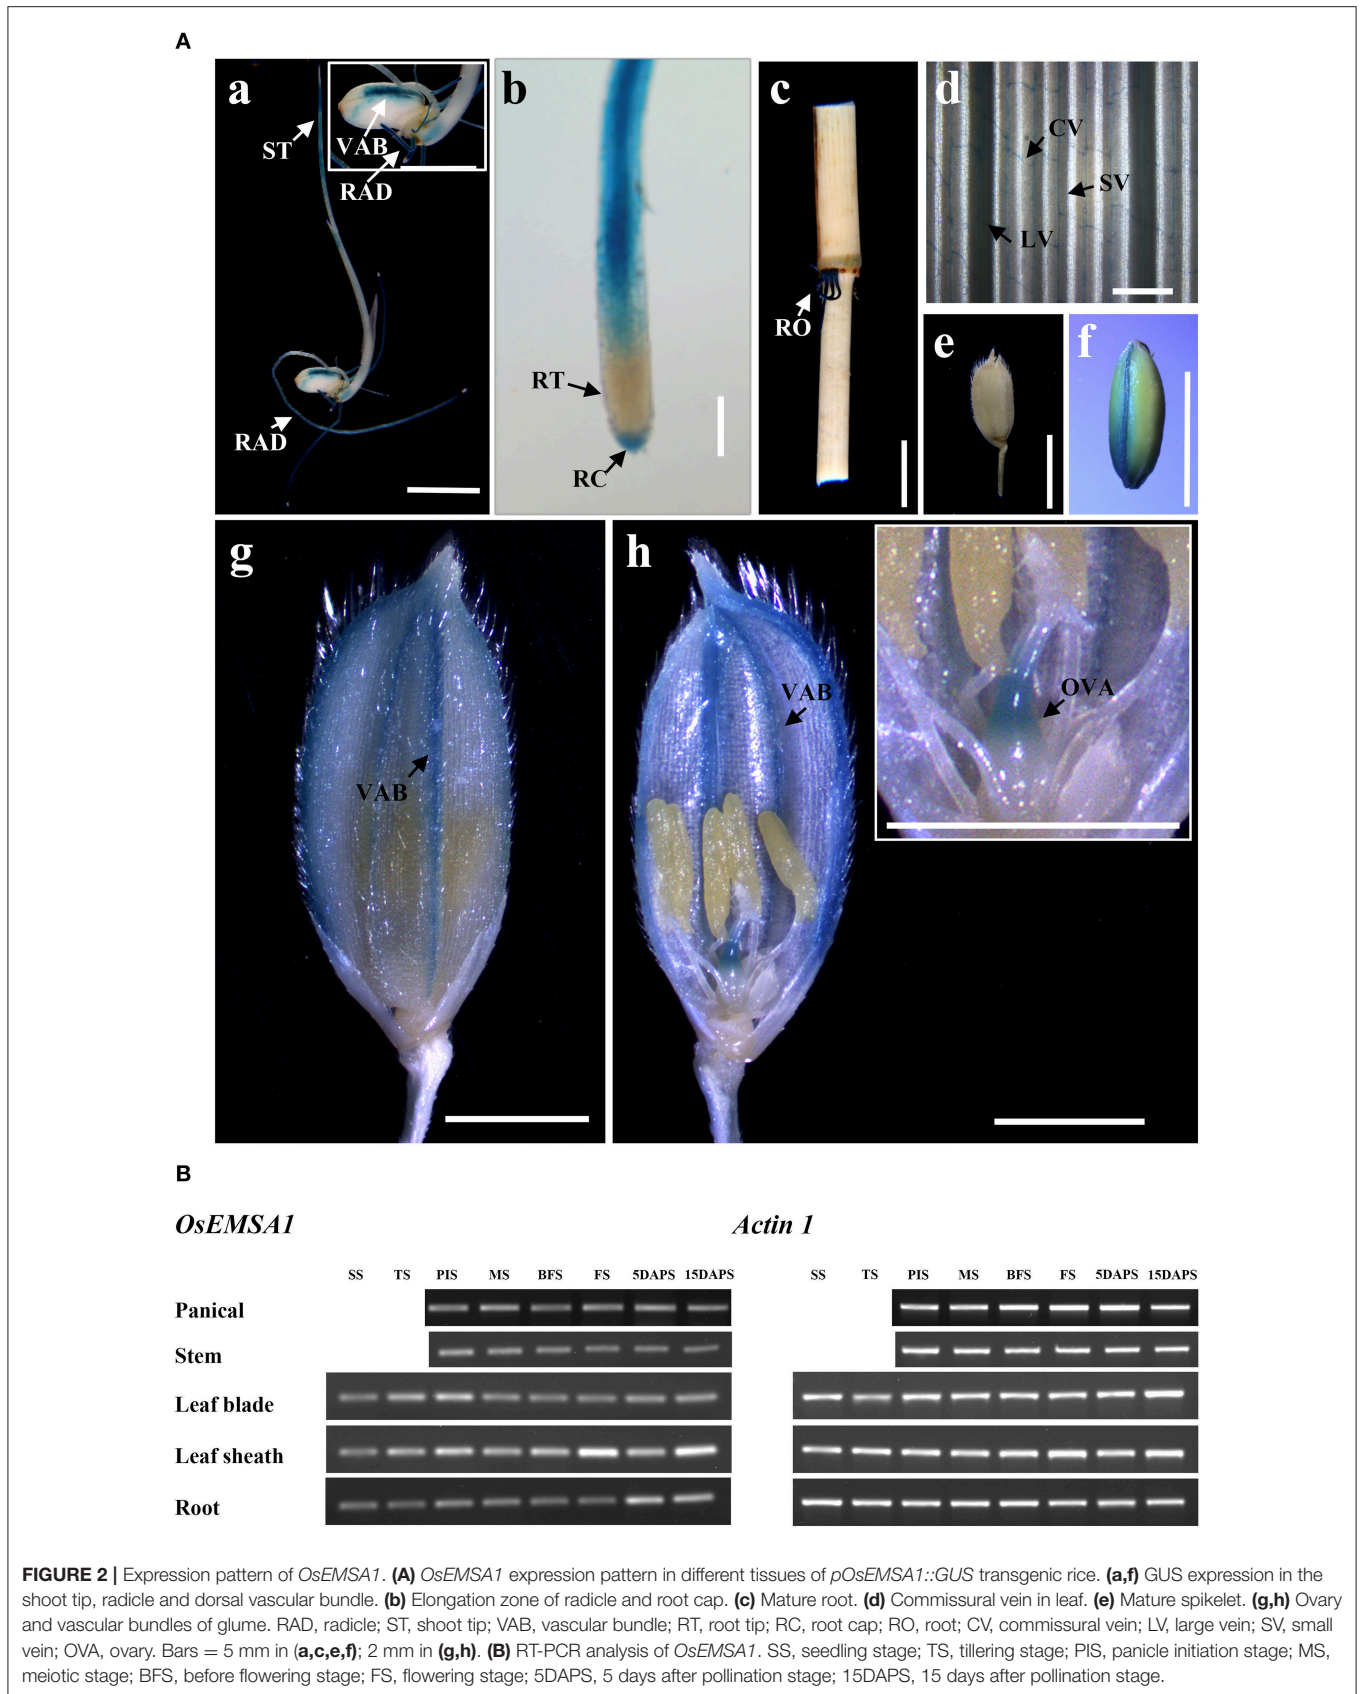 A
a
ST
VAB
RAD
RAD
b
RT
RC
c
RO
d
CV
SV
LV
e
f
g
VAB
h
VAB
OVA
B
OsEMSA1
Actin 1
SS TS PIS MS BFS FS 5DAPS 15DAPS
SS TS PIS MS BFS FS 5DAPS 15DAPS
Panical
Stem
Leaf blade
Leaf sheath
Root
FIGURE 2 | Expression pattern of OsEMSA1. (A) OsEMSA1 expression pattern in different tissues of pOsEMSA1::GUS transgenic rice. (a,f) GUS expression in the
shoot tip, radicle and dorsal vascular bundle. (b) Elongation zone of radicle and root cap. (c) Mature root. (d) Commissural vein in leaf. (e) Mature spikelet. (g,h) Ovary
and vascular bundles of glume. RAD, radicle; ST, shoot tip; VAB, vascular bundle; RT, root tip; RC, root cap; RO, root; CV, commissural vein; LV, large vein; SV, small
vein; OVA, ovary. Bars = 5 mm in (a,c,e,f); 2 mm in (g,h). (B) RT-PCR analysis of OsEMSA1. SS, seedling stage; TS, tillering stage; PIS, panicle initiation stage; MS,
meiotic stage; BFS, before flowering stage; FS, flowering stage; 5DAPS, 5 days after pollination stage; 15DAPS, 15 days after pollination stage.